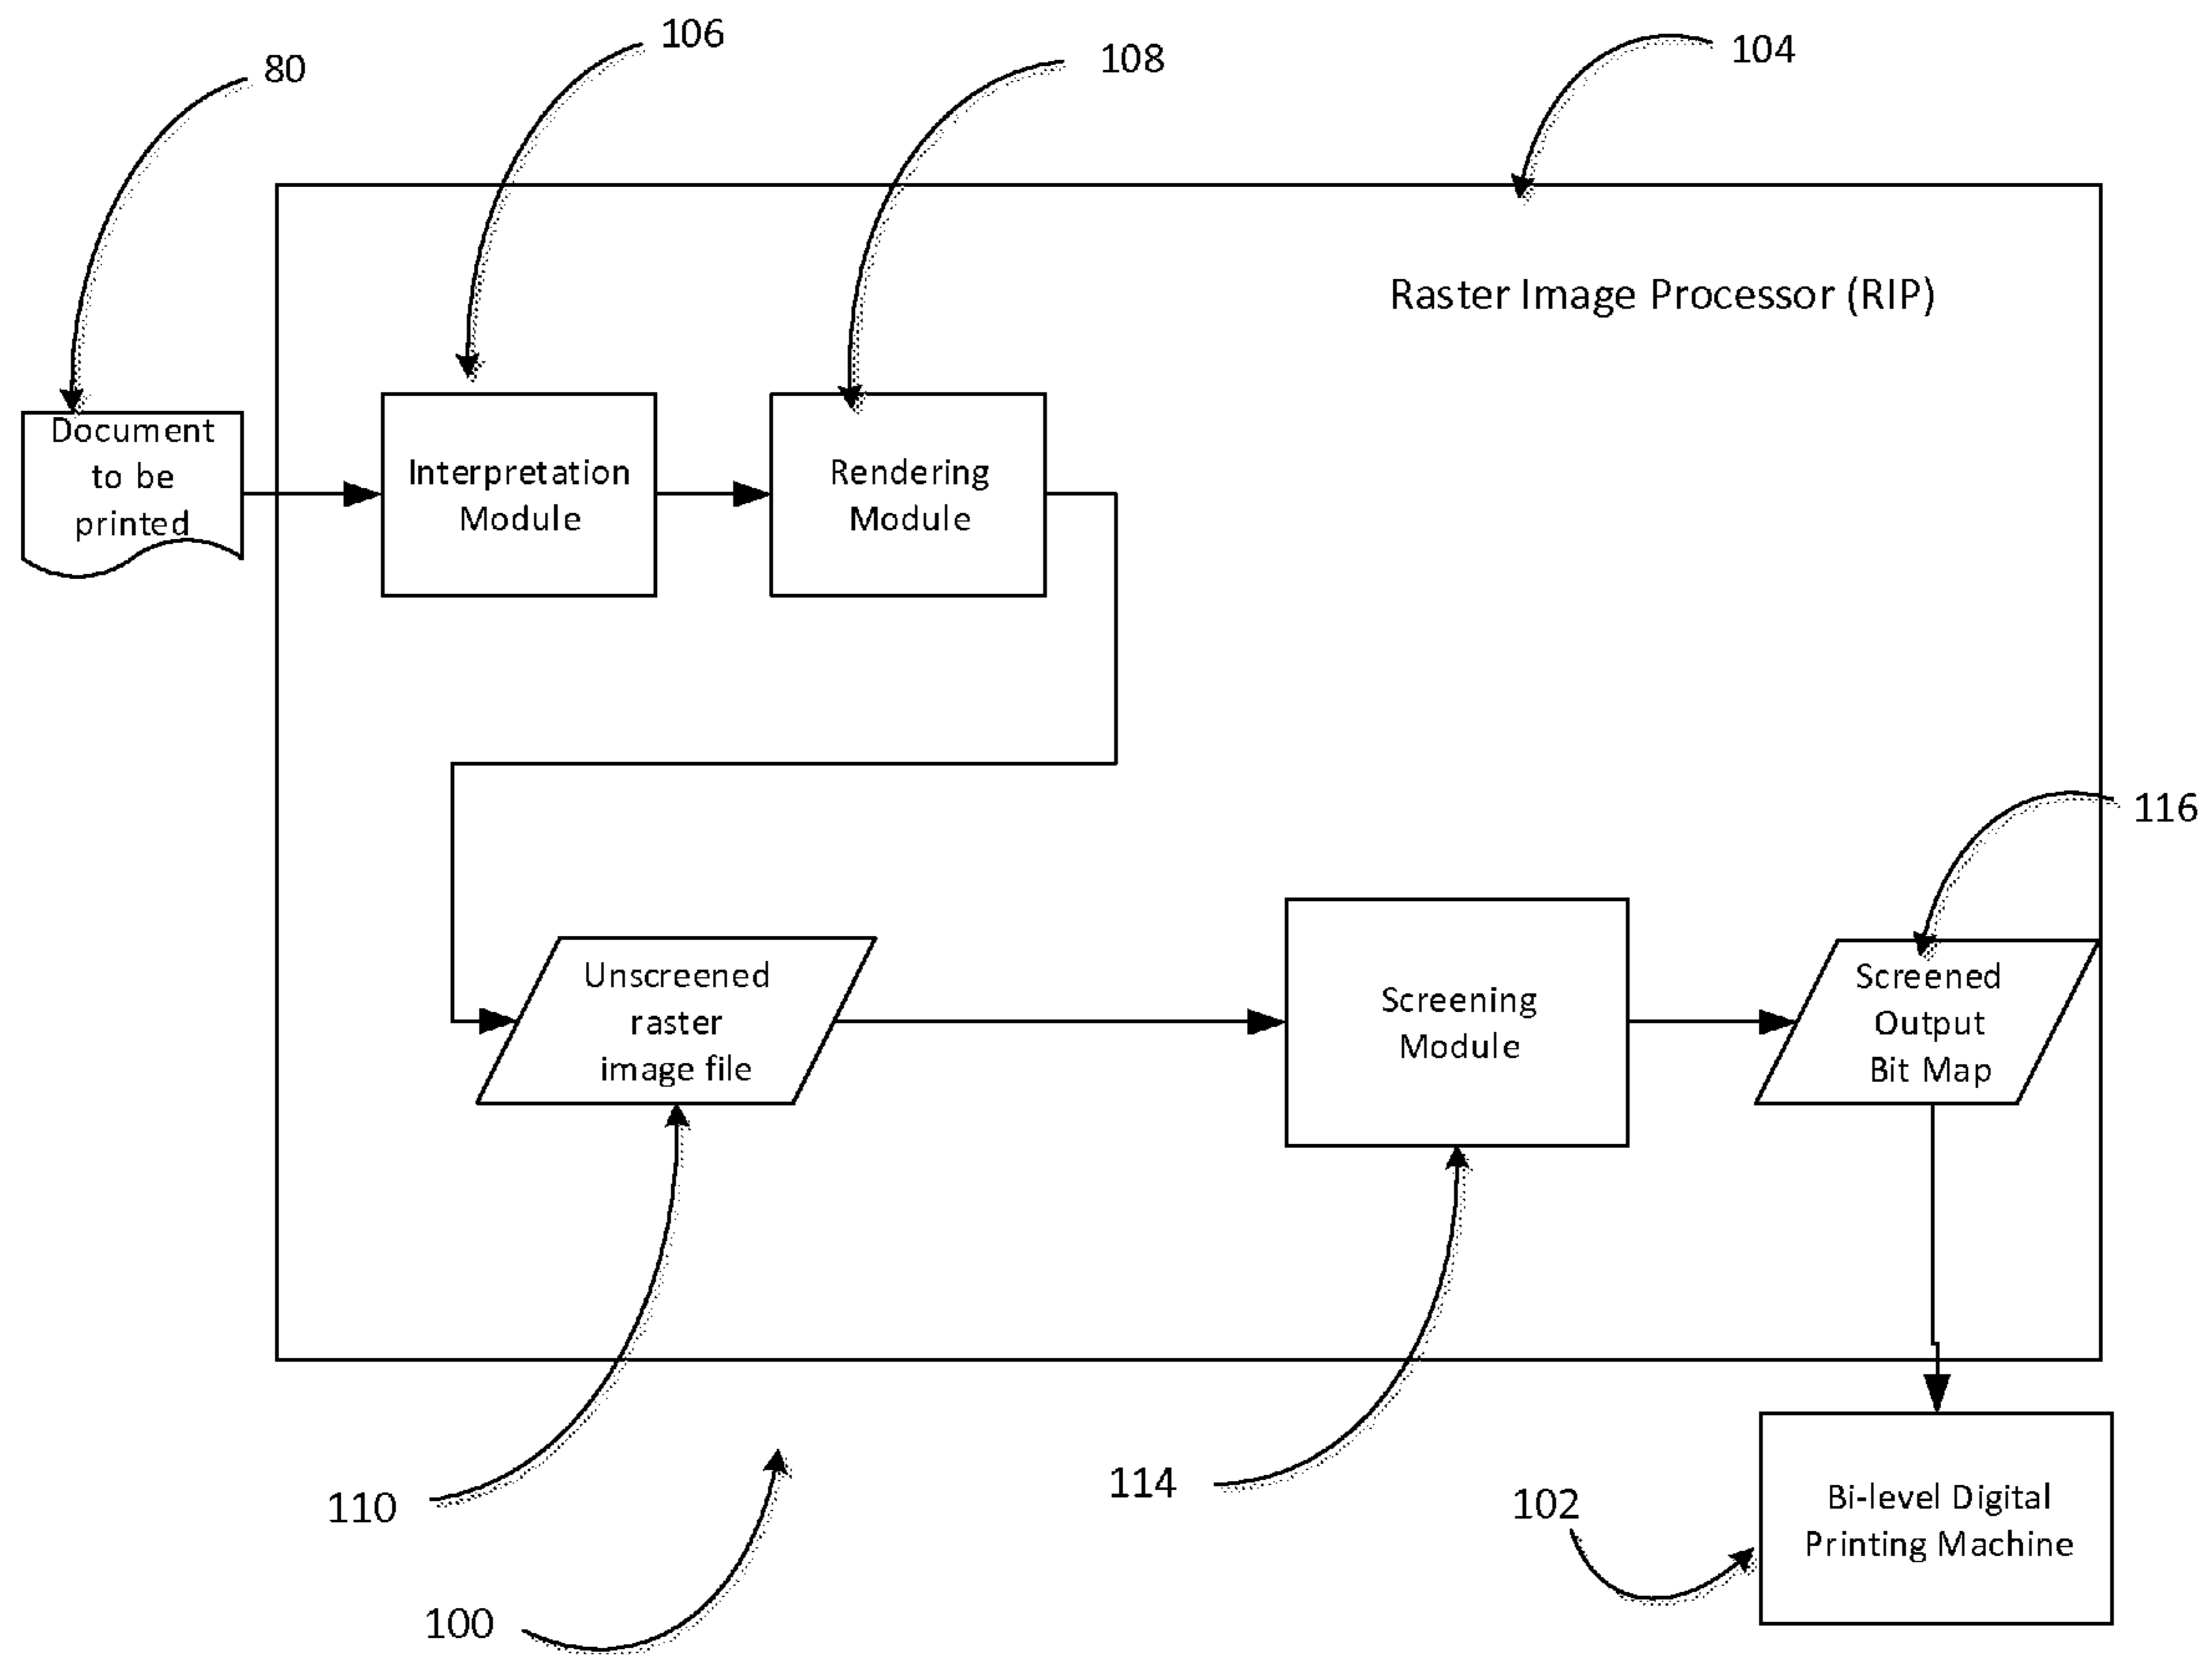 106
108
104
80
Raster Image Processor (RIP)
Document
to be
printed
Interpretation
Module
Rendering
Module
116
Unscreened
raster
image file
Screening
Module
Screened
Output
Bit Map
110
114
102
Bi-level Digital
Printing Machine
100